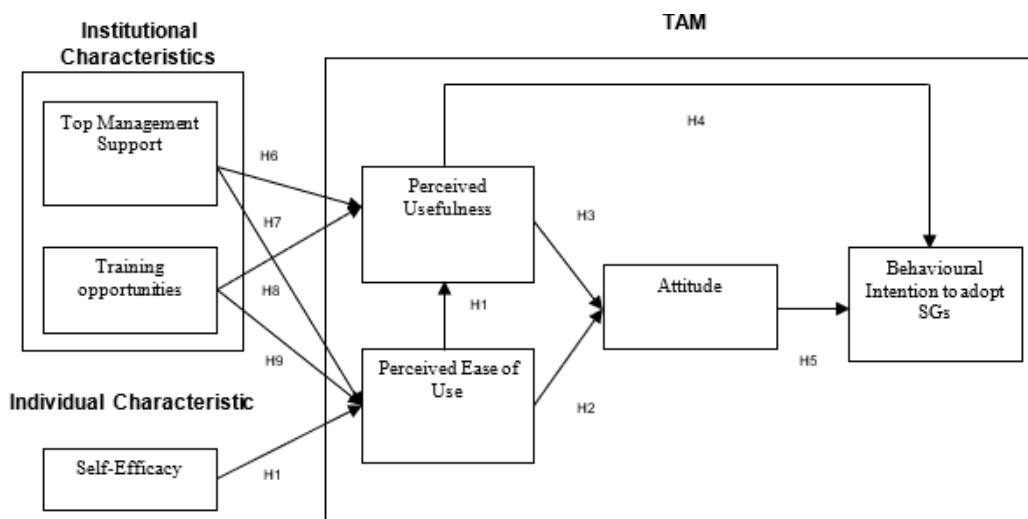 Institutional
Characteristics
TAM
Top Management
Support
H6
H4
Perceived
Usefulness
H3
H7
Training
opportunities
H8
H1
Attitude
Behavioural
Intention to adopt
SGs
H9
Perceived Ease of
Use
H5
H2
Individual Characteristic
Self-Efficacy
H1